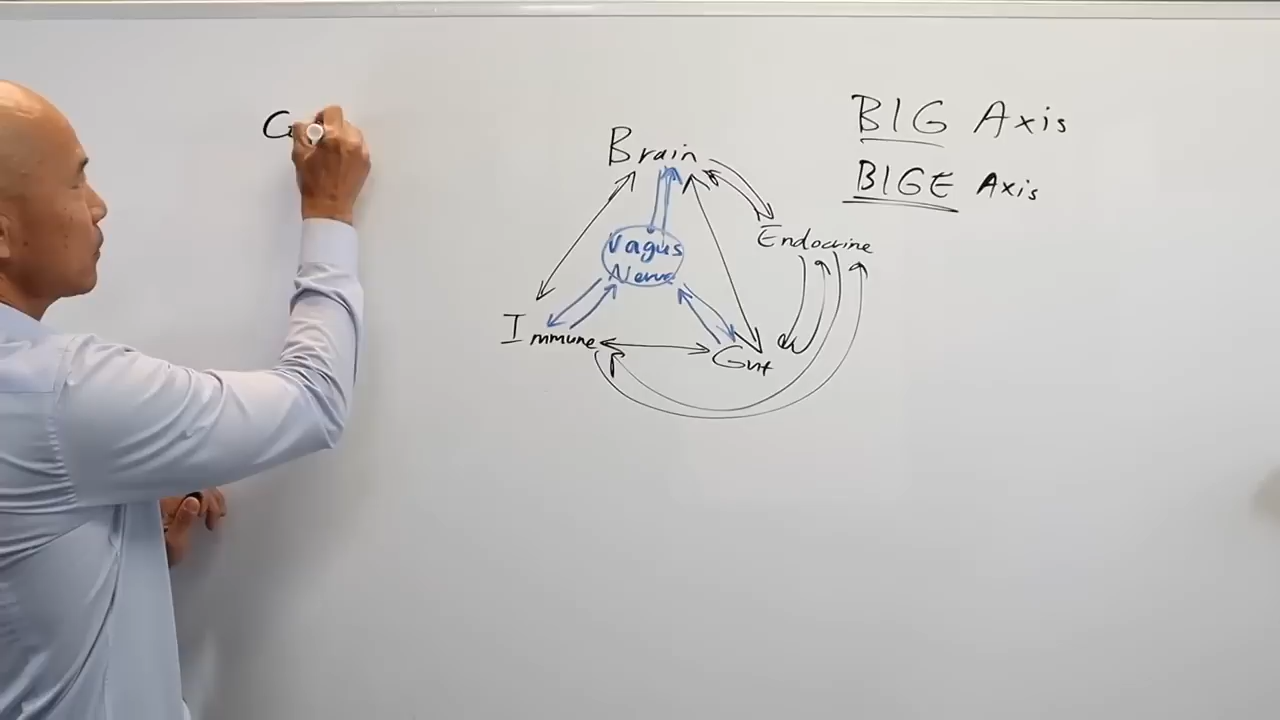 BIG Axis
Brain
BIGE Axis
Endocrine
Vagus
Nerve
Immune
Gut